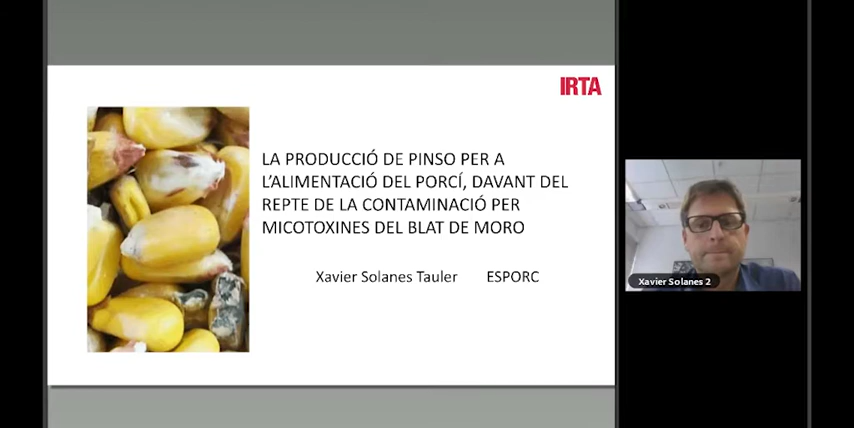 IRTA
LA PRODUCCIÓ DE PINSO PER A
L'ALIMENTACIÓ DEL PORCÍ, DAVANT DEL
REPTE DE LA CONTAMINACIÓ PER
MICOTOXINES DEL BLAT DE MORO
Xavier Solanes Tauler ESPORC
Xavier Solanes 2